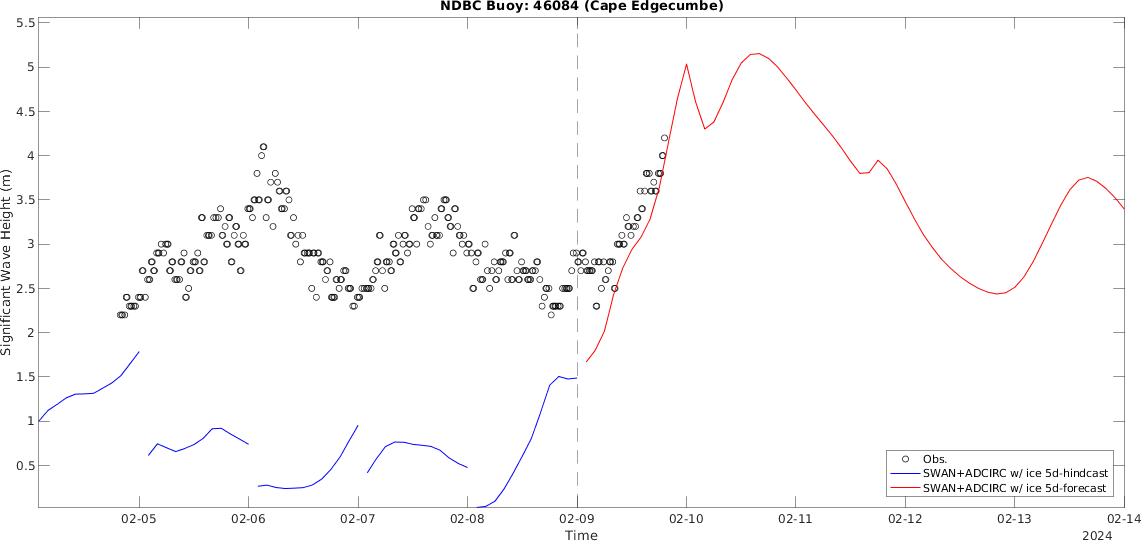 NDBC Buoy: 46084 (Cape Edgecumbe)
5.5
5
4.5
4
3.5
3
2.5
2
1.5
1
0.5
Significant Wave Height (m)
Obs.
SWAN+ADCIRC w/ ice 5d-hindcast
SWAN+ADCIRC w/ ice 5d-forecast
02-05 02-06 02-07 02-08 02-09 02-10 02-11 02-12 02-13 02-14
Time
2024